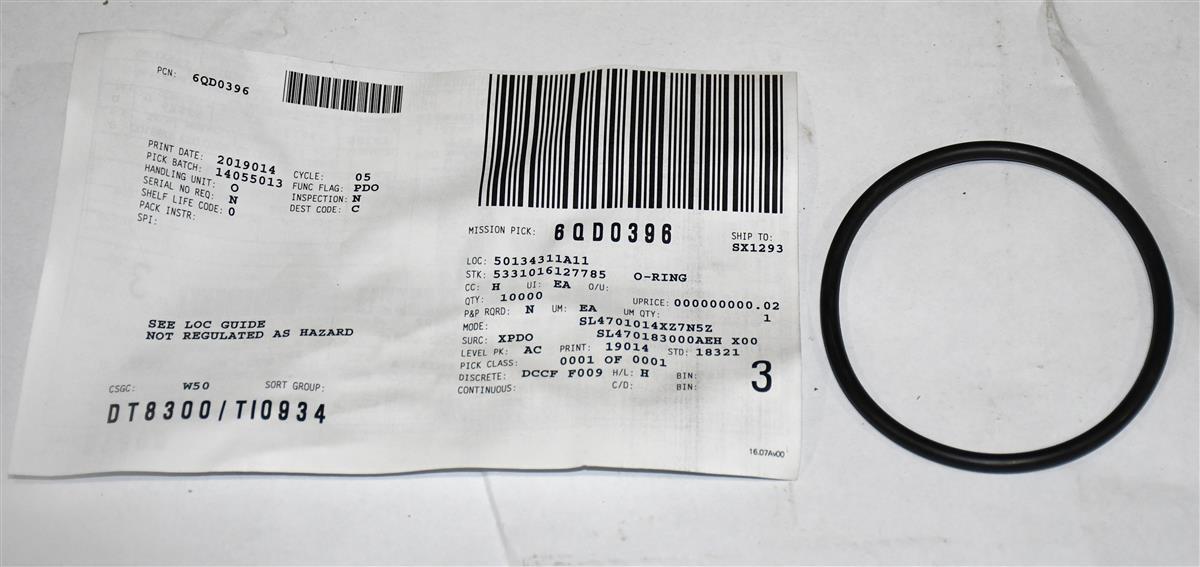 PCN: 6QD0396
PRINT DATE: 2019014
PICK BATCH: 14055013 CYCLE: 05
HANDLING UNIT: O FUNC FLAG: PDO
SERIAL NO REQ: N INSPECTION: N
SHELF LIFE CODE: 0 DEST CODE: C
PACK INSTR:
SPI:
SEE LOC GUIDE
NOT REGULATED AS HAZARD
CSGC: W50 SORT GROUP:
DT8300/TI0934
MISSION PICK: 6QD0396 SHIP TO:
SX1293
LOC: 50134311A11
STK: 5331016127785 O-RING
CC: H UI: EA O/U:
QTY: 10000 UPRICE: 000000000.02
P&P RQRD: N UM: EA UM QTY: 1
MODE: SL4701014XZ7N5Z
SURC: XPDO SL470183000AEH X00
LEVEL PK: AC PRINT: 19014 STD: 18321
PICK CLASS: 0001 OF 0001
DISCRETE: DCCF F009 H/L: H BIN:
CONTINUOUS: C/D: BIN:
3
16.07Av00